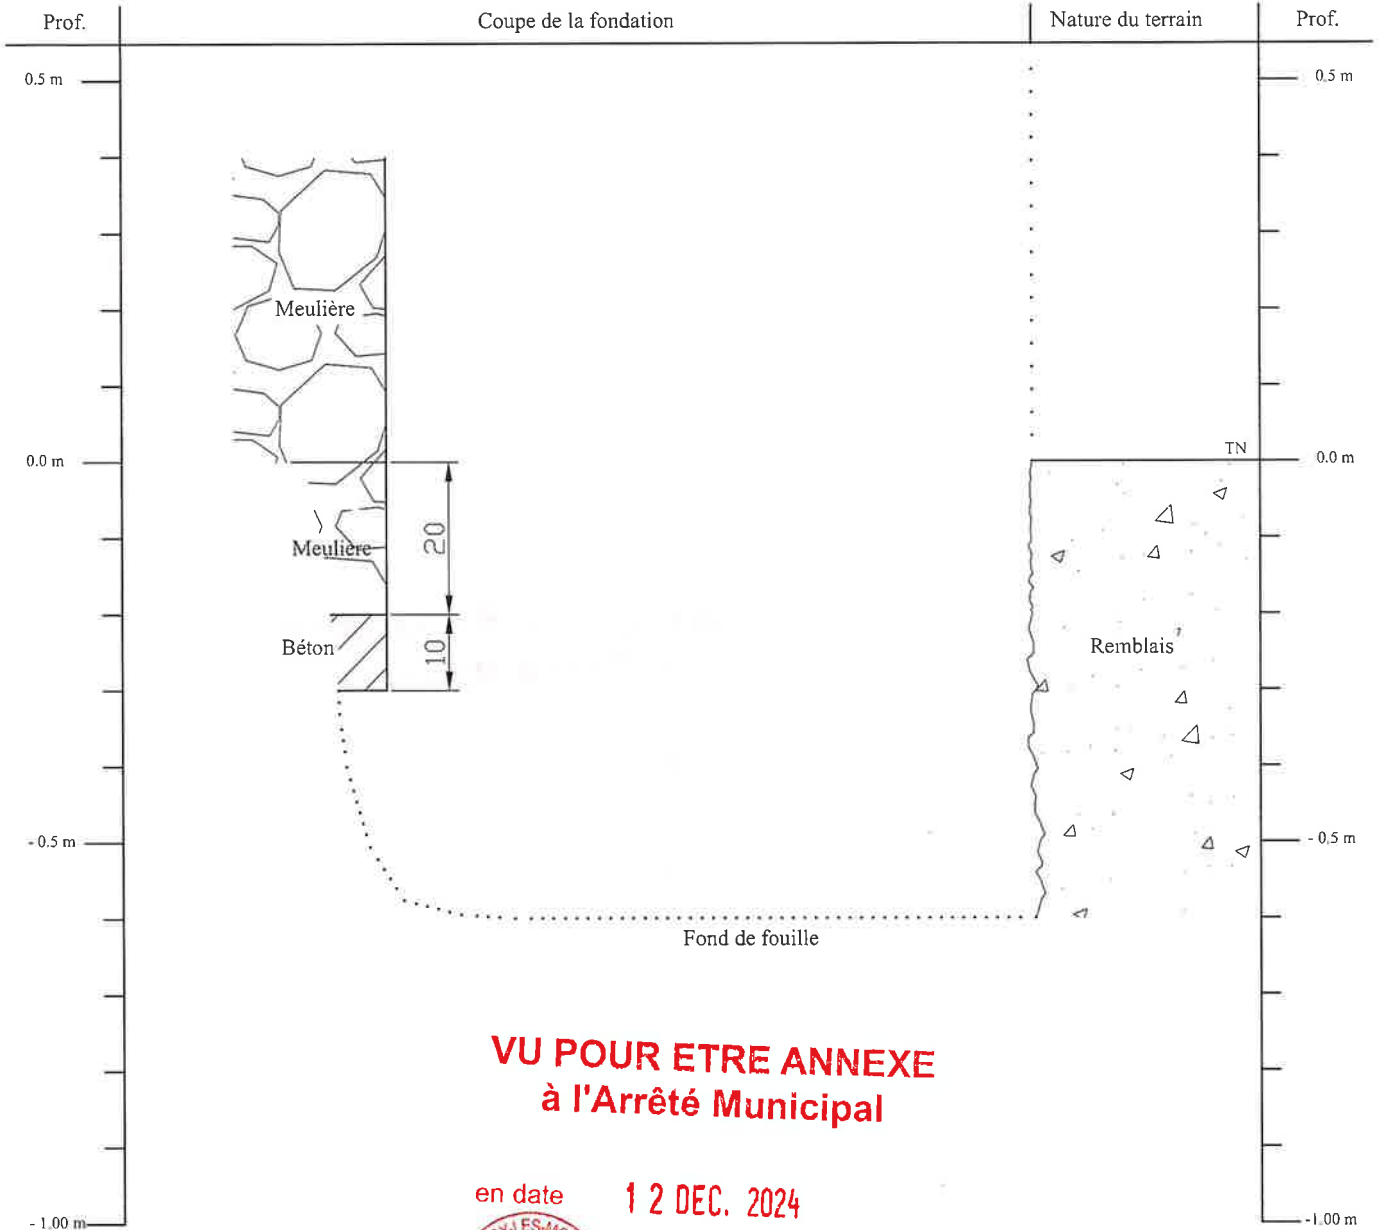 Prof. Coupe de la fondation Nature du terrain Prof.
0.5 m 0.5 m
Meulière
TN
0.0 m 0.0 m
20
Meulière
Béton
10
Remblais
- 0.5 m - 0.5 m
Fond de fouille
VU POUR ETRE ANNEXE
à l'Arrêté Municipal
en date 12 DEC. 2024
- 1.00 m -1.00 m